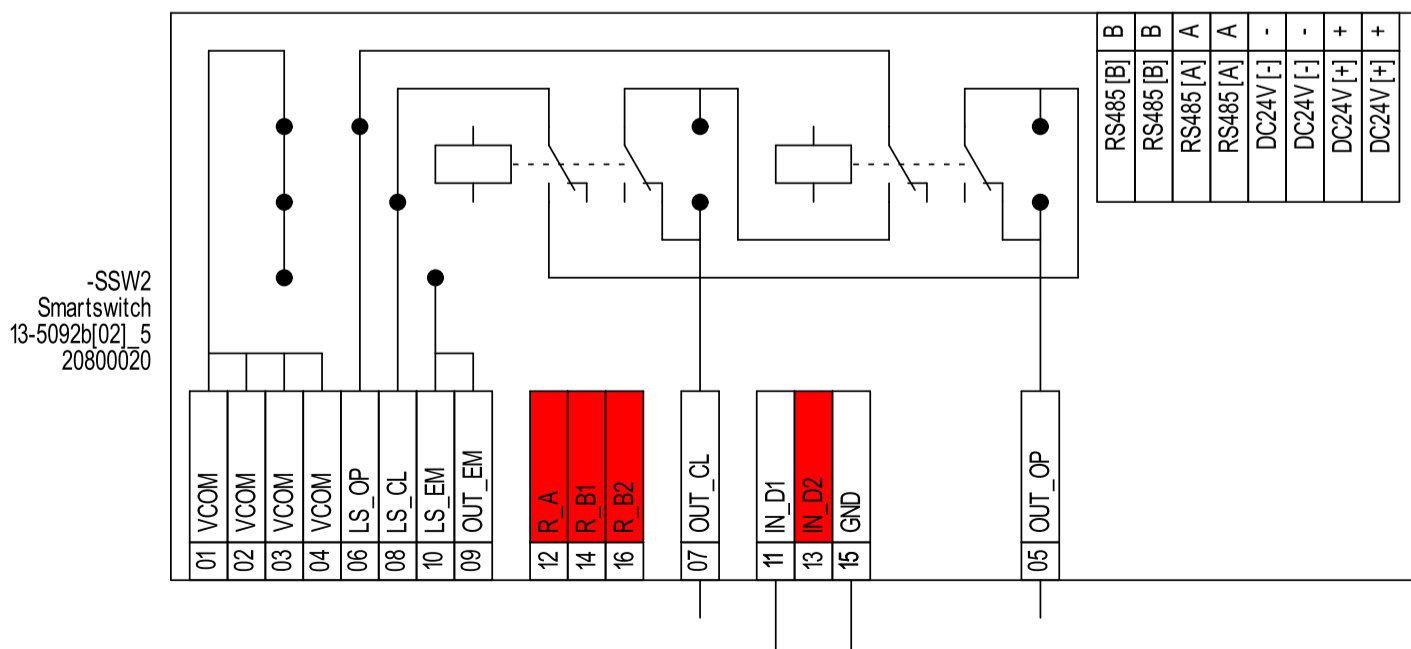 B
B
A
A
-
-
+
+
RS485 [B]
RS485 [B]
RS485 [A]
RS485 [A]
DC24V [-]
DC24V [-]
DC24V [+]
DC24V [+]
-SSW2
Smartswitch
13-5092b[02]_5
20800020
VCOM
VCOM
VCOM
VCOM
LS_OP
LS_CL
LS_EM
OUT_EM
R_A
R_B1
R_B2
OUT_CL
IN_D1
IN_D2
GND
OUT_OP
01
02
03
04
06
08
10
09
12
14
16
07
11
13
15
05